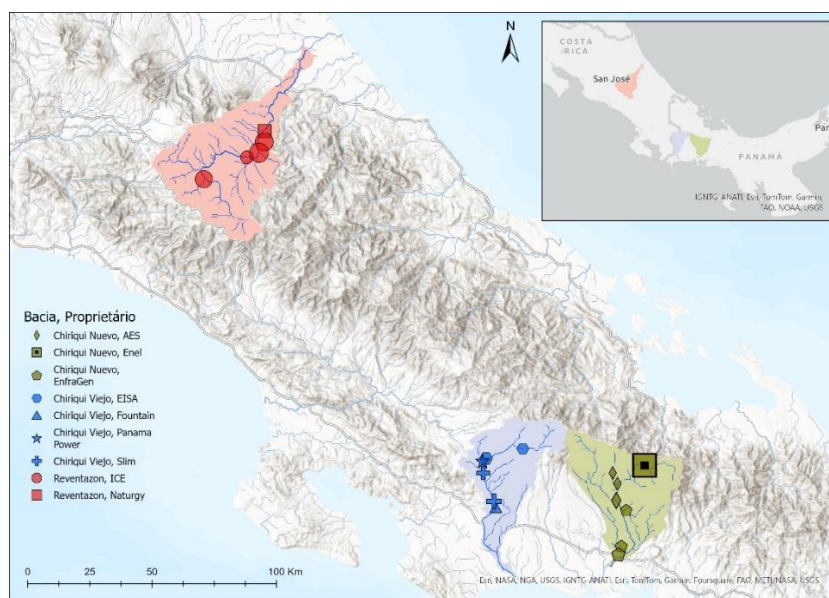 N
COSTA
RICA
San José
Pan
PANAMÁ
IGNTG, ANATI, Esri, TomTom, Garmin,
FAO, NOAA, USGS
Bacia, Proprietário
Chiriqui Nuevo, AES
Chiriqui Nuevo, Enel
Chiriqui Nuevo,
EnfraGen
Chiriqui Viejo, EISA
Chiriqui Viejo, Fountain
Chiriqui Viejo, Panama
Power
Chiriqui Viejo, Slim
Reventazon, ICE
Reventazon, Naturgy
0 25 50 100 Km
Esri, NASA, NGA, USGS, IGNTG, ANATI, Esri, TomTom, Garmin, Foursquare, FAO, METI/NASA, USGS